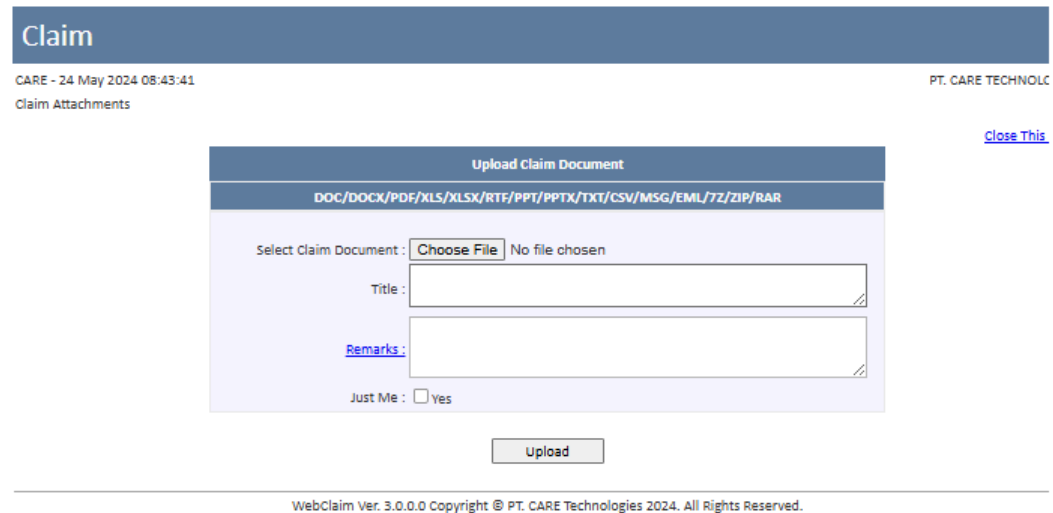 Claim
CARE - 24 May 2024 08:43:41 PT. CARE TECHNOLO
Claim Attachments
Close This
Upload Claim Document
DOC/DOCX/PDF/XLS/XLSX/RTF/PPT/PPTX/TXT/CSV/MSG/EML/7Z/ZIP/RAR
Select Claim Document : Choose File No file chosen
Title :
Remarks :
Just Me : Yes
Upload
WebClaim Ver. 3.0.0.0 Copyright © PT. CARE Technologies 2024. All Rights Reserved.